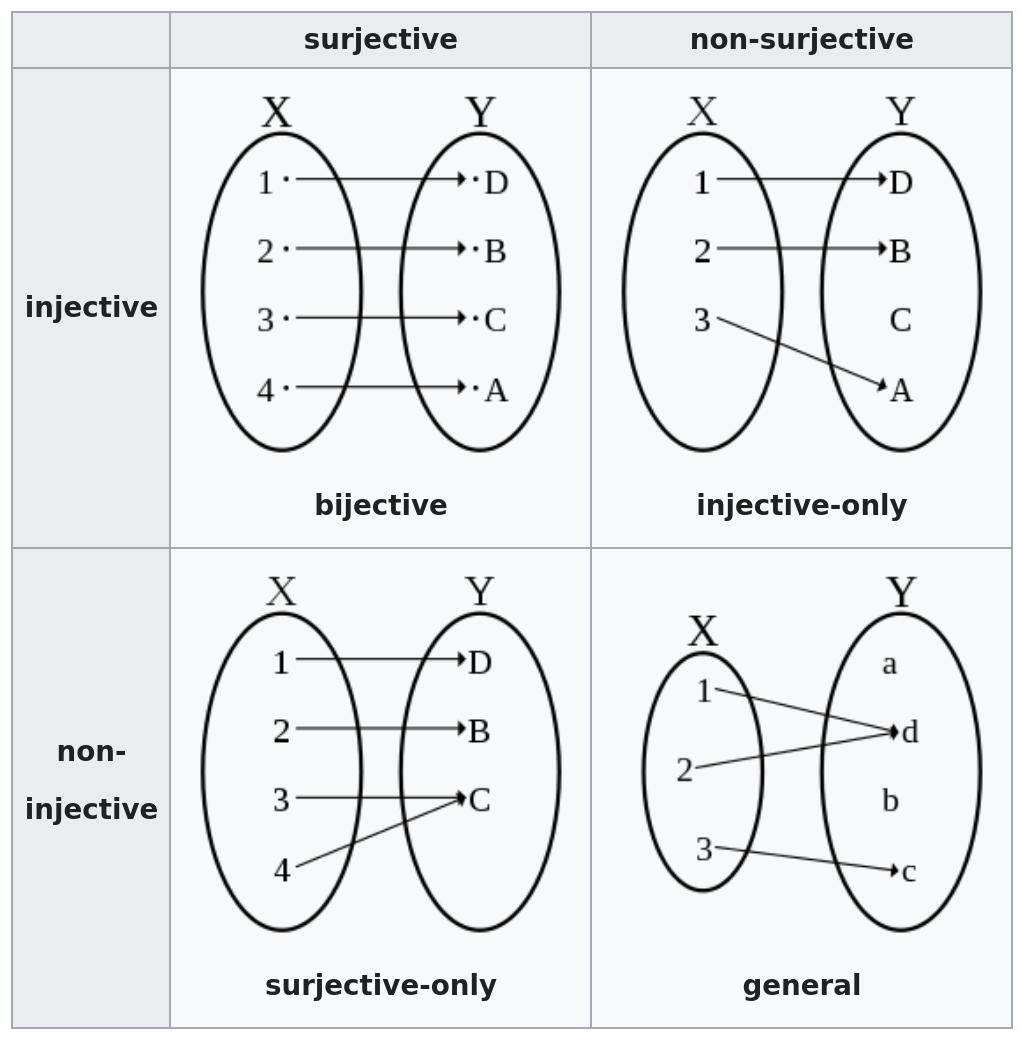 surjective non-surjective
injective
X Y
1 · · D
2 · · B
3 · · C
4 · · A
bijective
X Y
1 D
2 B
3 C
A
injective-only
non-
injective
X Y
1 D
2 B
3 C
4
surjective-only
Y
X
a
1
d
2
b
3
c
general